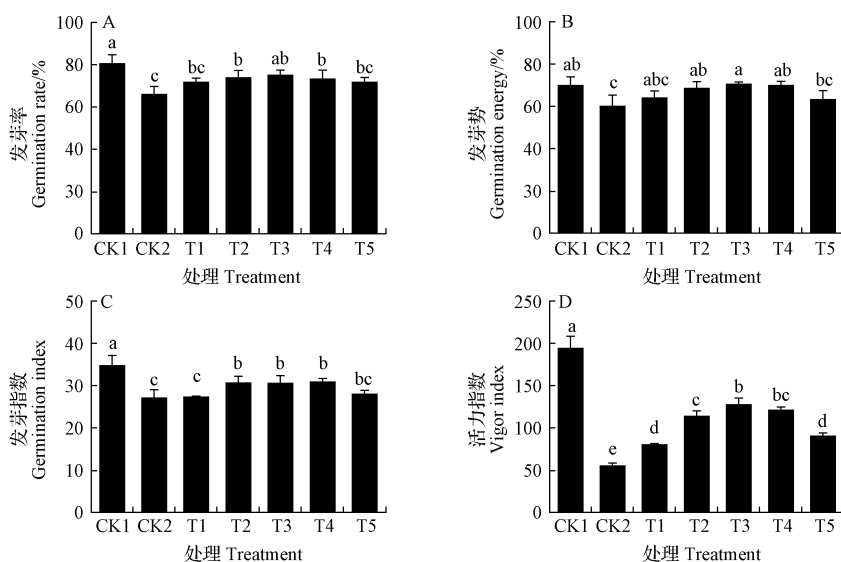 A
100
80
60
60
30
0
a
c
bc
b
ab
b
bc
发芽率
Germination rate/%
CK1 CK2 T1 T2 T3 T4 T5
处理 Treatment
B
100
80
60
60
30
0
ab
c
abc
ab
a
ab
bc
发芽势
Germination energy/%
CK1 CK2 T1 T2 T3 T4 T5
处理 Treatment
C
50
40
30
20
10
0
a
c
c
b
b
b
bc
发芽指数
Germination index
CK1 CK2 T1 T2 T3 T4 T5
处理 Treatment
D
250
200
150
100
50
0
a
e
d
c
b
bc
d
活力指数
Vigor index
CK1 CK2 T1 T2 T3 T4 T5
处理 Treatment